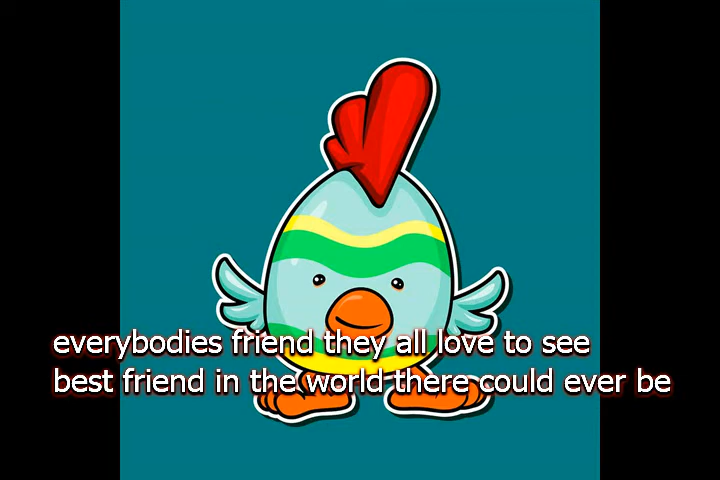 everybodies friend they all love to see
best friend in the world there could ever be